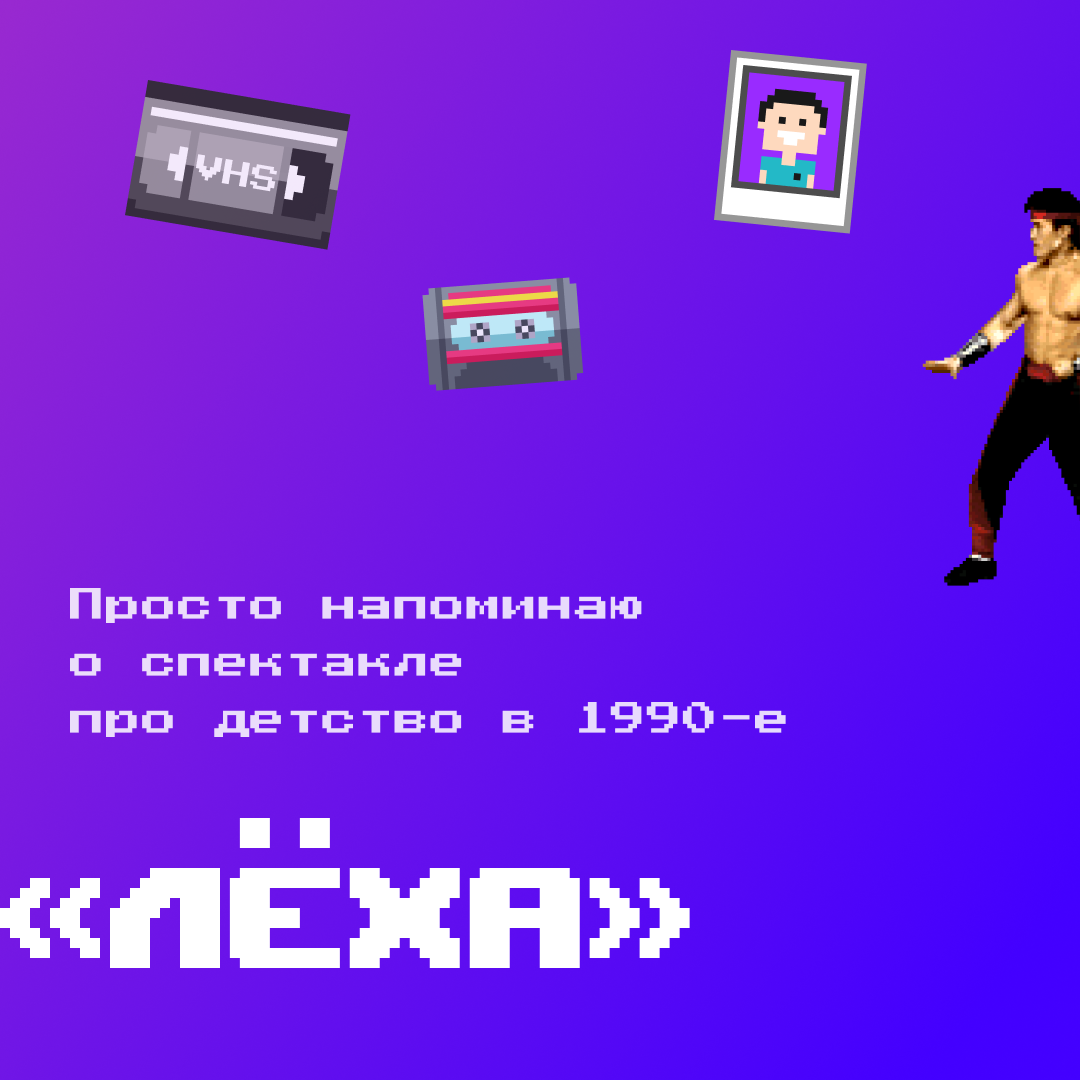 VHS
Просто напоминаю
о спектакле
про детство в 1990-е
«ЛЁХА»